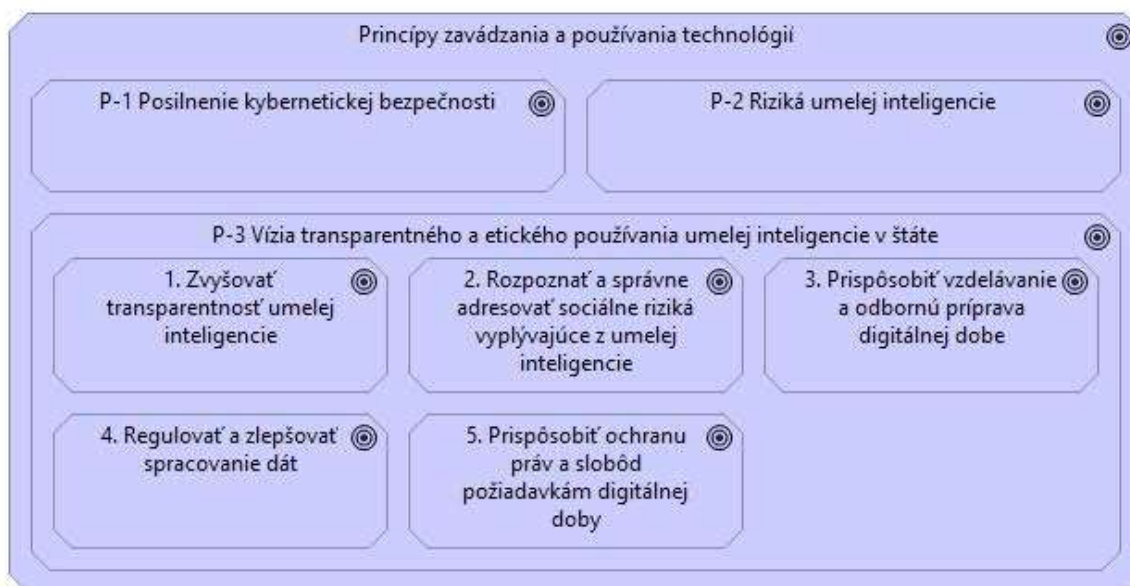 Princípy zavádzania a používania technológií
P-1 Posilnenie kybernetickej bezpečnosti
P-2 Riziká umelej inteligencie
P-3 Vízia transparentného a etického používania umelej inteligencie v štáte
1. Zvyšovať
transparentnosť umelej
inteligencie
2. Rozpoznať a správne
adresovať sociálne riziká
vyplývajúce z umelej
inteligencie
3. Prispôsobiť vzdelávanie
a odbornú príprava
digitálnej dobe
4. Regulovať a zlepšovať
spracovanie dát
5. Prispôsobiť ochranu
práv a slobôd
požiadavkám digitálnej
doby